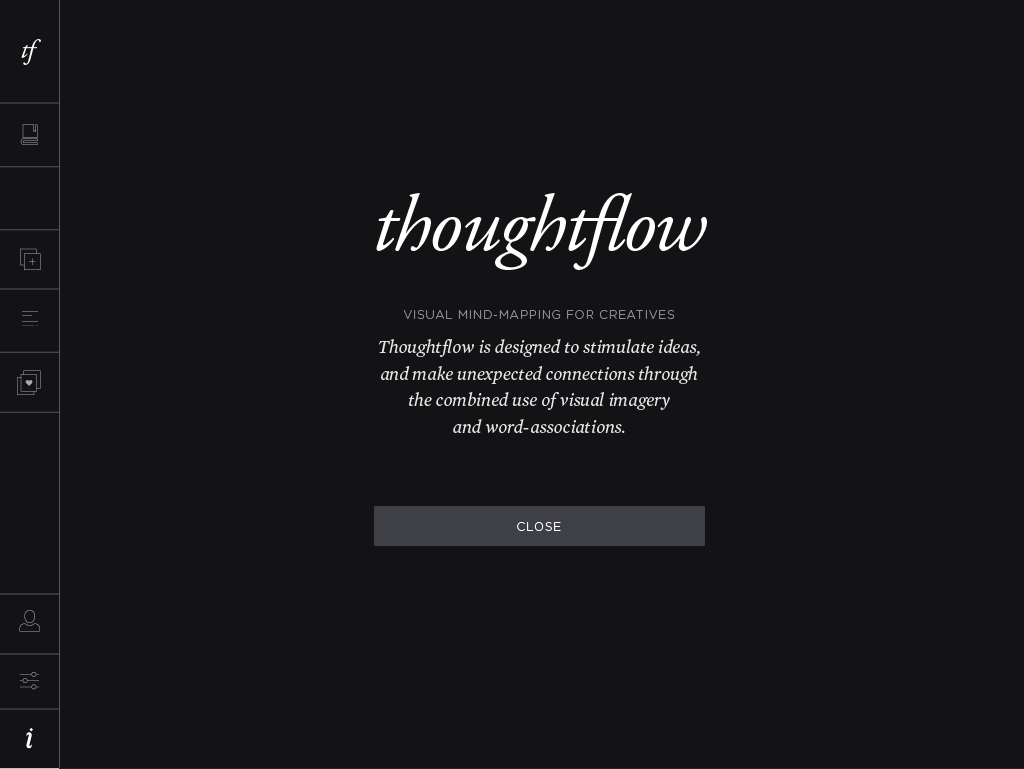 tf
thoughtflow
VISUAL MIND-MAPPING FOR CREATIVES
Thoughtflow is designed to stimulate ideas,
and make unexpected connections through
the combined use of visual imagery
and word-associations.
CLOSE
i